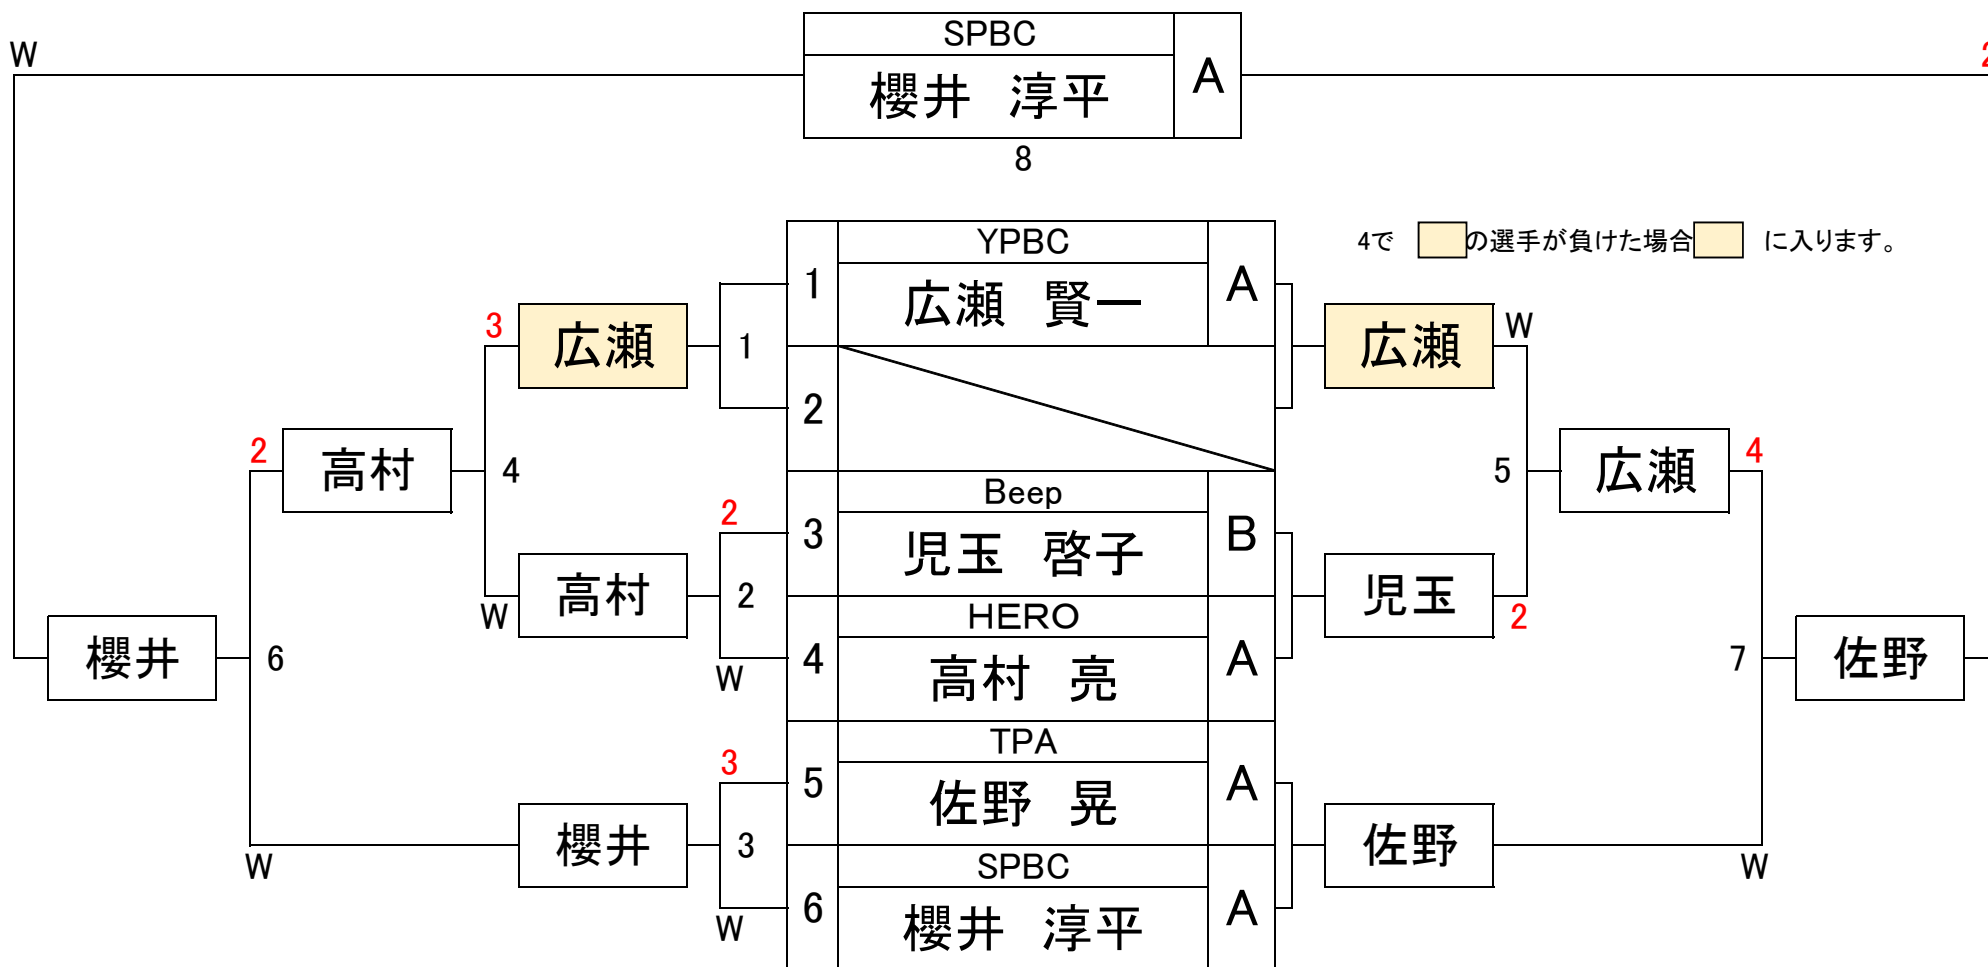 W
SPBC
櫻井 淳平
A
2
8
4で の選手が負けた場合 に入ります。
1
YPBC
広瀬 賢一
A
3
広瀬
1
広瀬
W
2
2
高村
4
5
広瀬
4
2
3
Beep
児玉 啓子
B
W
高村
2
児玉
2
W
4
HERO
高村 亮
A
櫻井
6
7
佐野
3
5
TPA
佐野 晃
A
W
櫻井
3
佐野
W
W
6
SPBC
櫻井 淳平
A